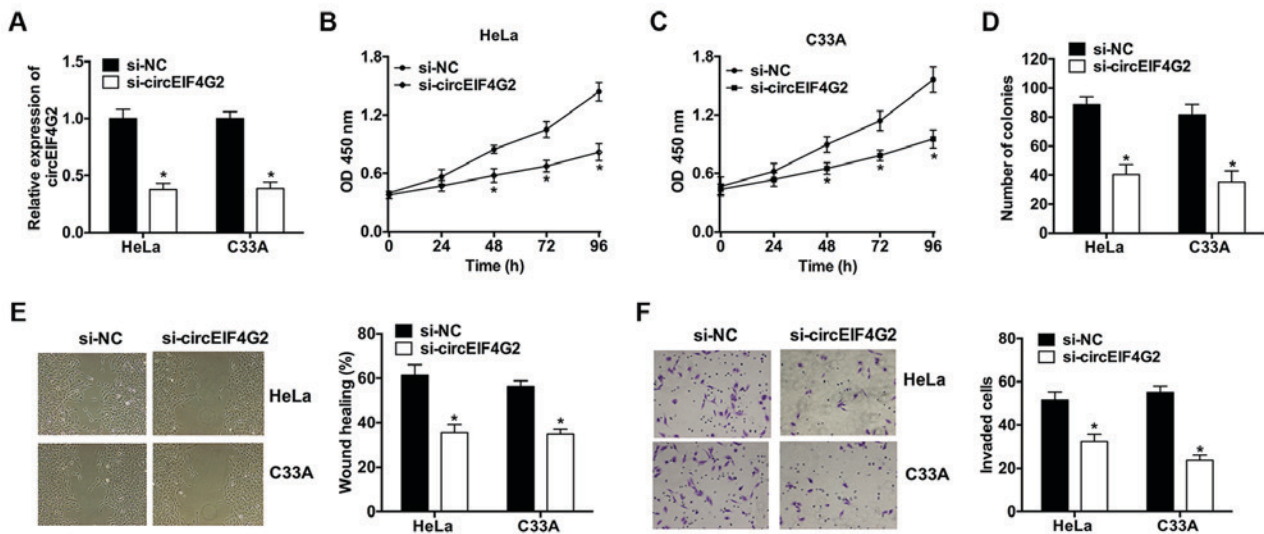 A
Relative expression of
circEIF4G2
si-NC
si-circEIF4G2
1.5
1.0
0.5
0.0
HeLa
C33A
*
*
B
HeLa
OD 450 nm
si-NC
si-circEIF4G2
1.8
1.2
0.6
0.0
0
24
48
72
96
Time (h)
*
*
*
C
C33A
OD 450 nm
si-NC
si-circEIF4G2
1.8
1.2
0.6
0.0
0
24
48
72
96
Time (h)
*
*
*
D
Number of colonies
si-NC
si-circEIF4G2
120
100
80
60
40
20
0
HeLa
C33A
*
*
E
si-NC
si-circEIF4G2
HeLa
C33A
Wound healing (%)
si-NC
si-circEIF4G2
80
60
40
20
0
HeLa
C33A
*
*
F
si-NC
si-circEIF4G2
HeLa
C33A
Invaded cells
si-NC
si-circEIF4G2
80
60
40
20
0
HeLa
C33A
*
*